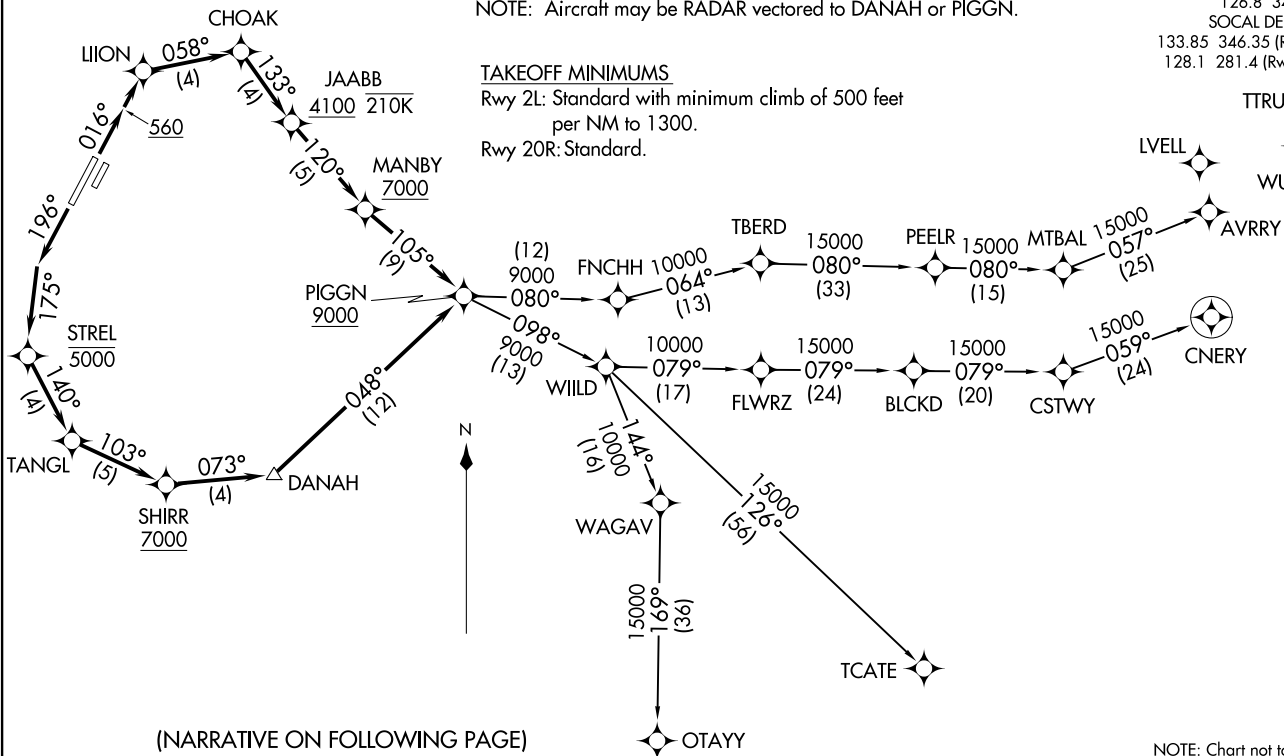 NOTE: Aircraft may be RADAR vectored to DANAH or PIGGN.
TAKEOFF MINIMUMS
Rwy 2L: Standard with minimum climb of 500 feet
per NM to 1300.
Rwy 20R: Standard.
126.8
SOCAL
133.85 346.35
128.1 281.4
CHOAK
LIION
058°
(4)
133°
(4)
JAABB
4100 210K
016°
560
120°
(5)
MANBY
7000
105°
(9)
196°
175°
PIGGN
9000
STREL
5000
140°
(4)
TANGL
103°
(5)
SHIRR
7000
073°
(4)
DANAH
048°
(12)
(12)
9000
080°
FNCHH
10000
064°
(13)
TBERD
15000
080°
(33)
PEELR
15000
080°
(15)
MTBAL
15000
057°
(25)
LVELL
AVRRY
098°
9000
(13)
WIILD
10000
079°
(17)
FLWRZ
15000
079°
(24)
BLCKD
15000
079°
(20)
CSTWY
15000
059°
(24)
CNERY
N
144°
10000
(16)
WAGAV
15000
126°
(56)
15000
169°
(36)
TCATE
OTAYY
(NARRATIVE ON FOLLOWING PAGE)
NOTE: Chart not